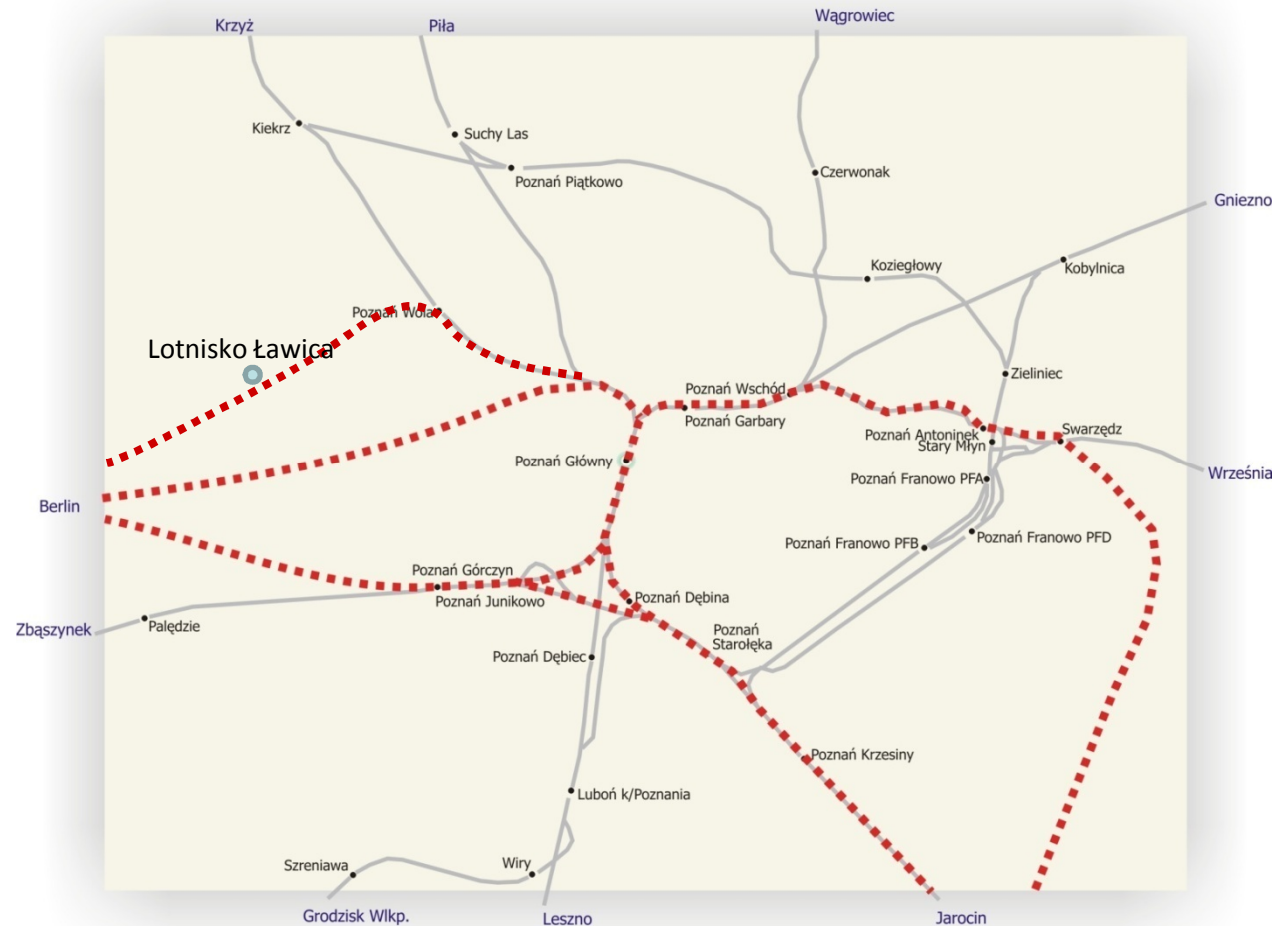 Wągrowiec
Krzyż
Piła
Kiekrz
Suchy Las
Poznań Piątkowo
Czerwonak
Gniezno
Koziegłowy
Kobylnica
Poznań Wola
Lotnisko Ławica
Zieliniec
Poznań Wschód
Poznań Garbary
Poznań Antoninek
Swarzędz
Stary Młyn
Poznań Główny
Września
Poznań Franowo PFA
Berlin
Poznań Franowo PFB
Poznań Franowo PFD
Poznań Górczyn
Poznań Junikowo
Poznań Dębina
Zbąszynek
Palędzie
Poznań
Starołęka
Poznań Dębiec
Poznań Krzesiny
Luboń k/Poznania
Szreniawa
Wiry
Grodzisk Wlkp.
Leszno
Jarocin